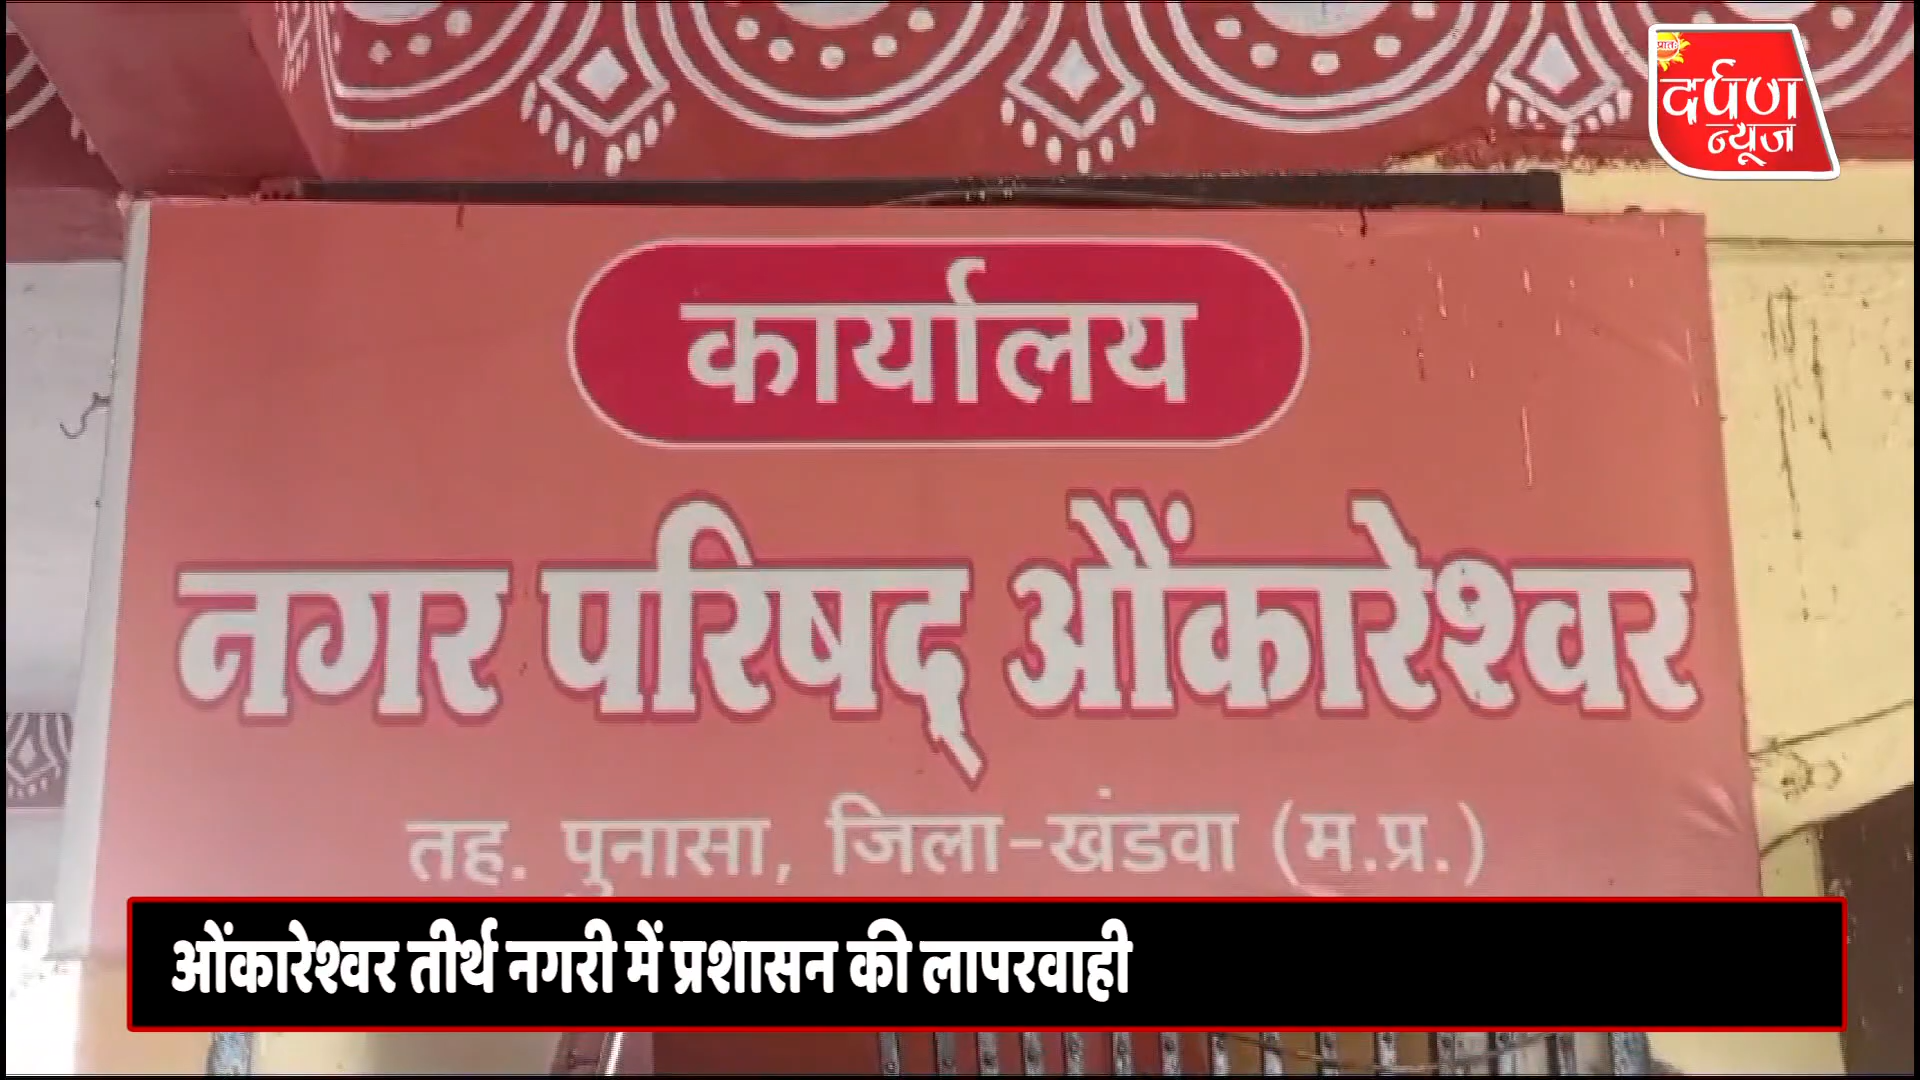 प्रातः
दर्पण
न्यूज
कार्यालय
नगर परिषद् ओंकारेश्वर
तह. पुनासा, जिला-खंडवा (म.प्र.)
ओंकारेश्वर तीर्थ नगरी में प्रशासन की लापरवाही